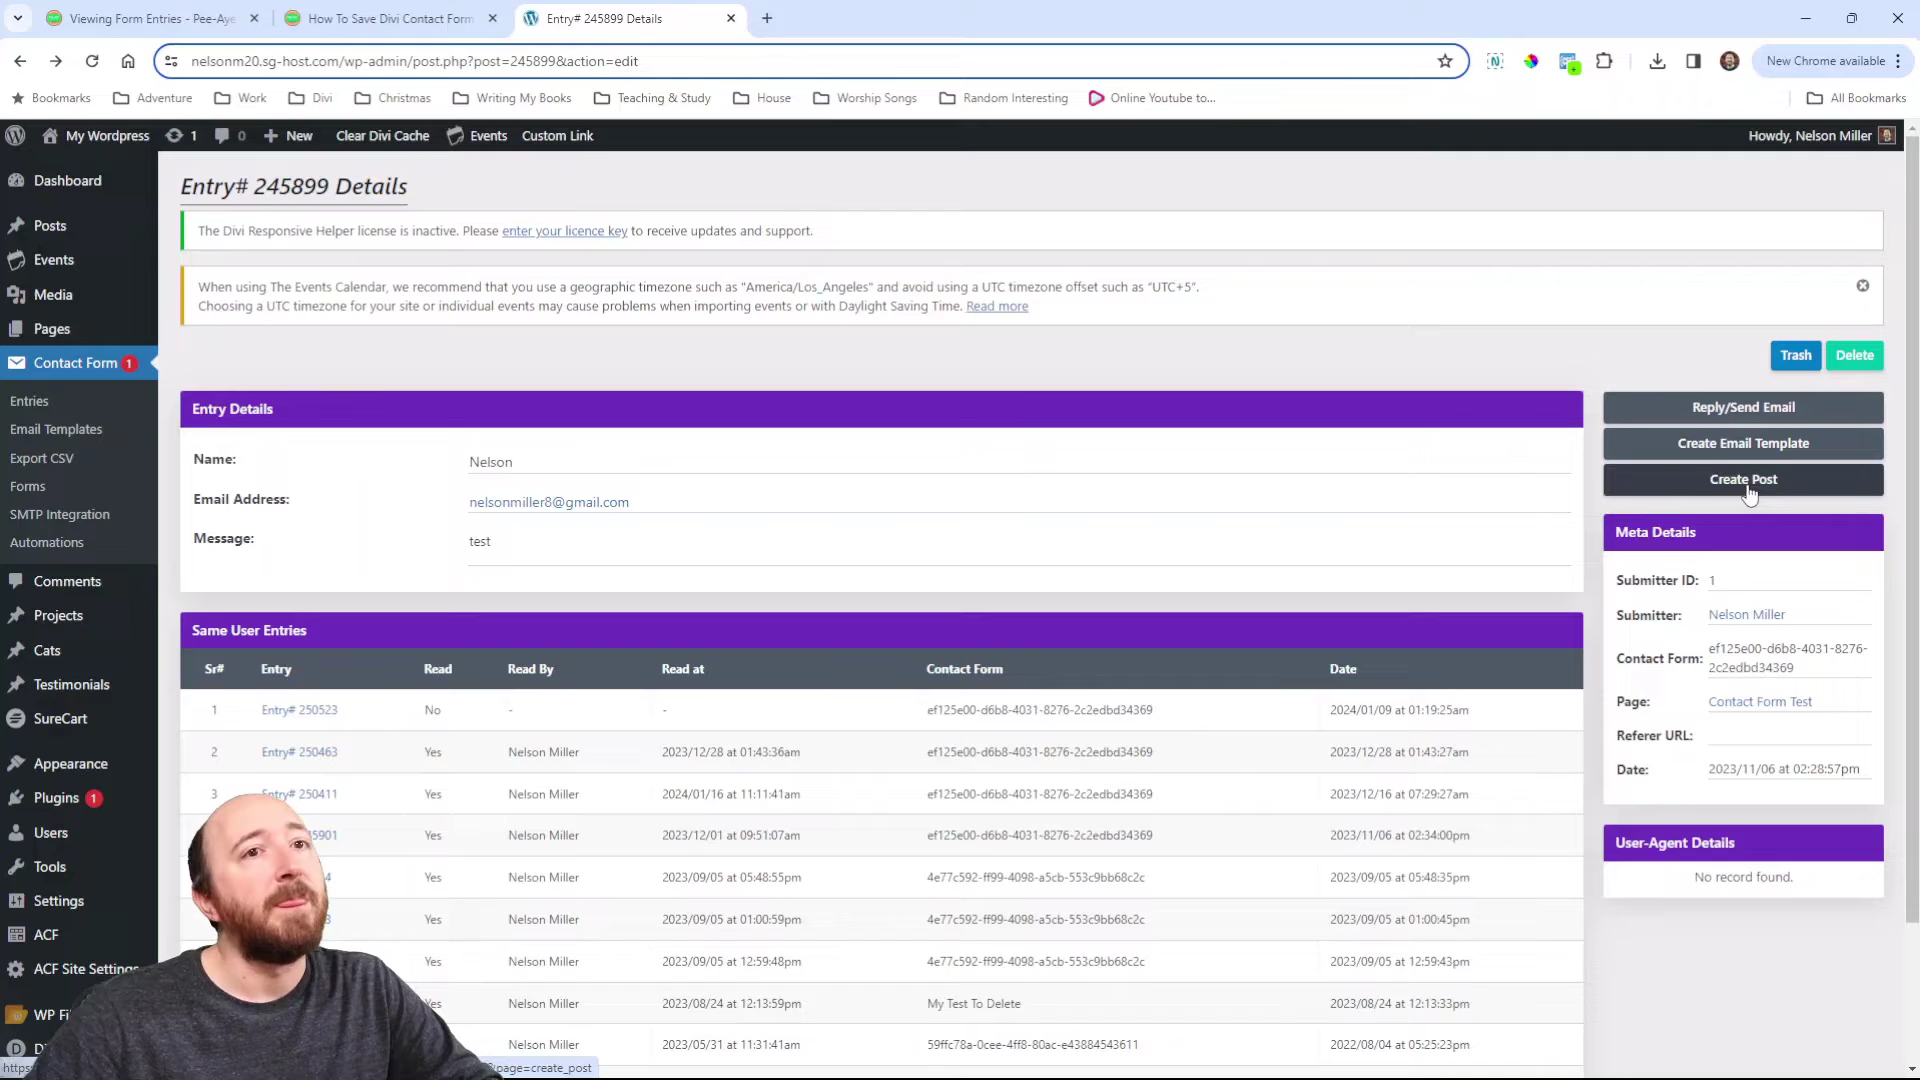 Viewing Form Entries - Pee-Aye
How To Save Divi Contact Form
Entry# 245899 Details
nelsonm20.sg-host.com/wp-admin/post.php?post=245899&action=edit
New Chrome available
Bookmarks
Adventure
Work
Divi
Christmas
Writing My Books
Teaching & Study
House
Worship Songs
Random Interesting
Online Youtube to...
All Bookmarks
My Wordpress
1
0
New
Clear Divi Cache
Events
Custom Link
Howdy, Nelson Miller
Dashboard
Posts
Events
Media
Pages
Contact Form 1
Entries
Email Templates
Export CSV
Forms
SMTP Integration
Automations
Comments
Projects
Cats
Testimonials
SureCart
Appearance
Plugins 1
Users
Tools
Settings
ACF
ACF Site Settings
Entry# 245899 Details
The Divi Responsive Helper license is inactive. Please enter your licence key to receive updates and support.
When using The Events Calendar, we recommend that you use a geographic timezone such as "America/Los_Angeles" and avoid using a UTC timezone offset such as "UTC+5".
Choosing a UTC timezone for your site or individual events may cause problems when importing events or with Daylight Saving Time. Read more
Trash
Delete
Entry Details
Name: Nelson
Email Address: nelsonmiller8@gmail.com
Message: test
Reply/Send Email
Create Email Template
Create Post
Meta Details
Submitter ID: 1
Submitter: Nelson Miller
Contact Form: ef125e00-d6b8-4031-8276-
2c2edbd34369
Page: Contact Form Test
Referer URL:
Date: 2023/11/06 at 02:28:57pm
User-Agent Details
No record found.
Same User Entries
Sr# Entry Read Read By Read at Contact Form Date
1 Entry# 250523 No - - ef125e00-d6b8-4031-8276-2c2edbd34369 2024/01/09 at 01:19:25am
2 Entry# 250463 Yes Nelson Miller 2023/12/28 at 01:43:36am ef125e00-d6b8-4031-8276-2c2edbd34369 2023/12/28 at 01:43:27am
3 Entry# 250411 Yes Nelson Miller 2024/01/16 at 11:11:41am ef125e00-d6b8-4031-8276-2c2edbd34369 2023/12/16 at 07:29:27am
5901 Yes Nelson Miller 2023/12/01 at 09:51:07am ef125e00-d6b8-4031-8276-2c2edbd34369 2023/11/06 at 02:34:00pm
4 Yes Nelson Miller 2023/09/05 at 05:48:55pm 4e77c592-ff99-4098-a5cb-553c9bb68c2c 2023/09/05 at 05:48:35pm
3 Yes Nelson Miller 2023/09/05 at 01:00:59pm 4e77c592-ff99-4098-a5cb-553c9bb68c2c 2023/09/05 at 01:00:45pm
Yes Nelson Miller 2023/09/05 at 12:59:48pm 4e77c592-ff99-4098-a5cb-553c9bb68c2c 2023/09/05 at 12:59:43pm
Yes Nelson Miller 2023/08/24 at 12:13:59pm My Test To Delete 2023/08/24 at 12:13:33pm
Nelson Miller 2023/05/31 at 11:31:41am 59ffc78a-0cee-4ff8-80ac-e43884543611 2022/08/04 at 05:25:23pm
WP Fi
D
https
?page=create_post